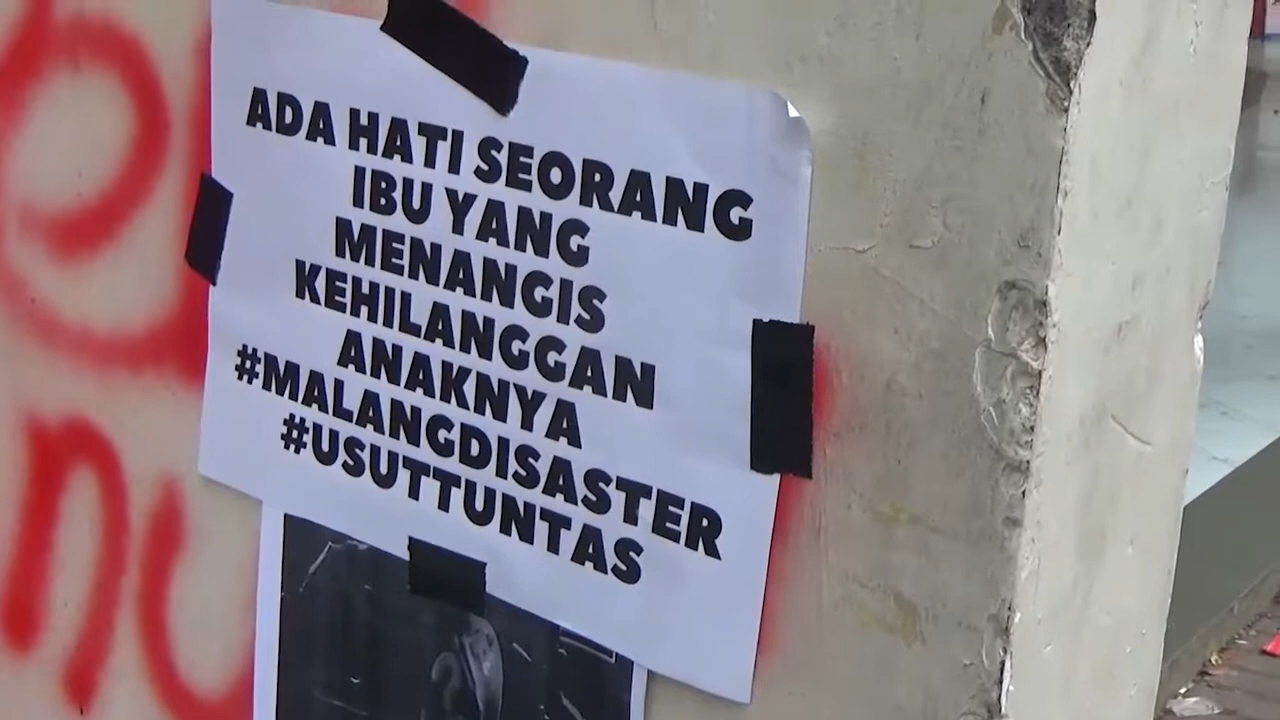 ADA HATI SEORANG
IBU YANG
MENANGIS
KEHILANGGAN
ANAKNYA
#MALANGDISASTER
#USUTTUNTAS